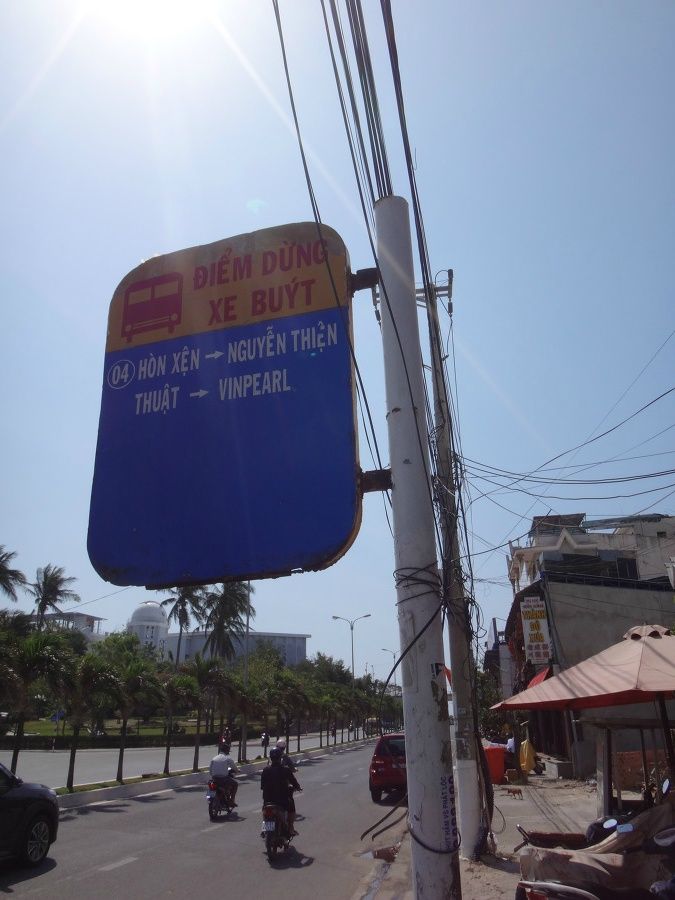 ĐIỂM DỪNG
XE BUÝT
04 HÒN XỆN → NGUYỄN THIỆN
THUẬT → VINPEARL